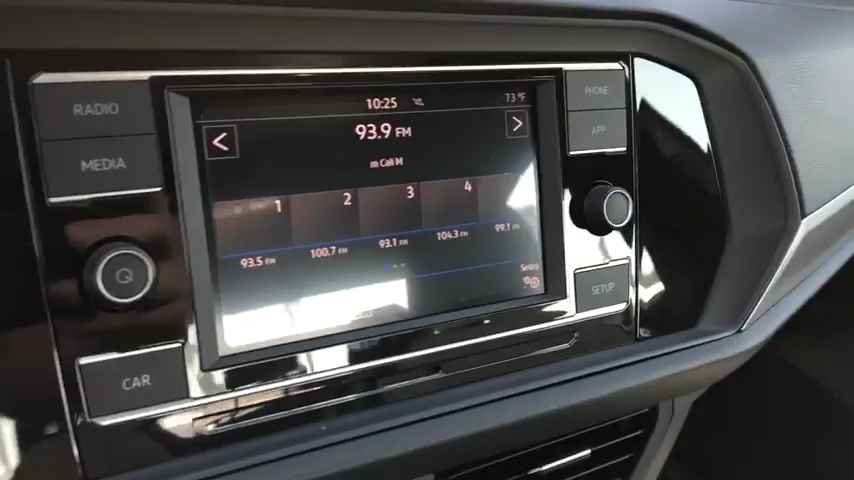 RADIO
MEDIA
CAR
10:25
73°F
93.9 FM
m Cali M
1
2
3
4
93.5 FM
100.7 FM
93.1 FM
104.3 FM
99.1 FM
Setup
PHONE
APP
SETUP